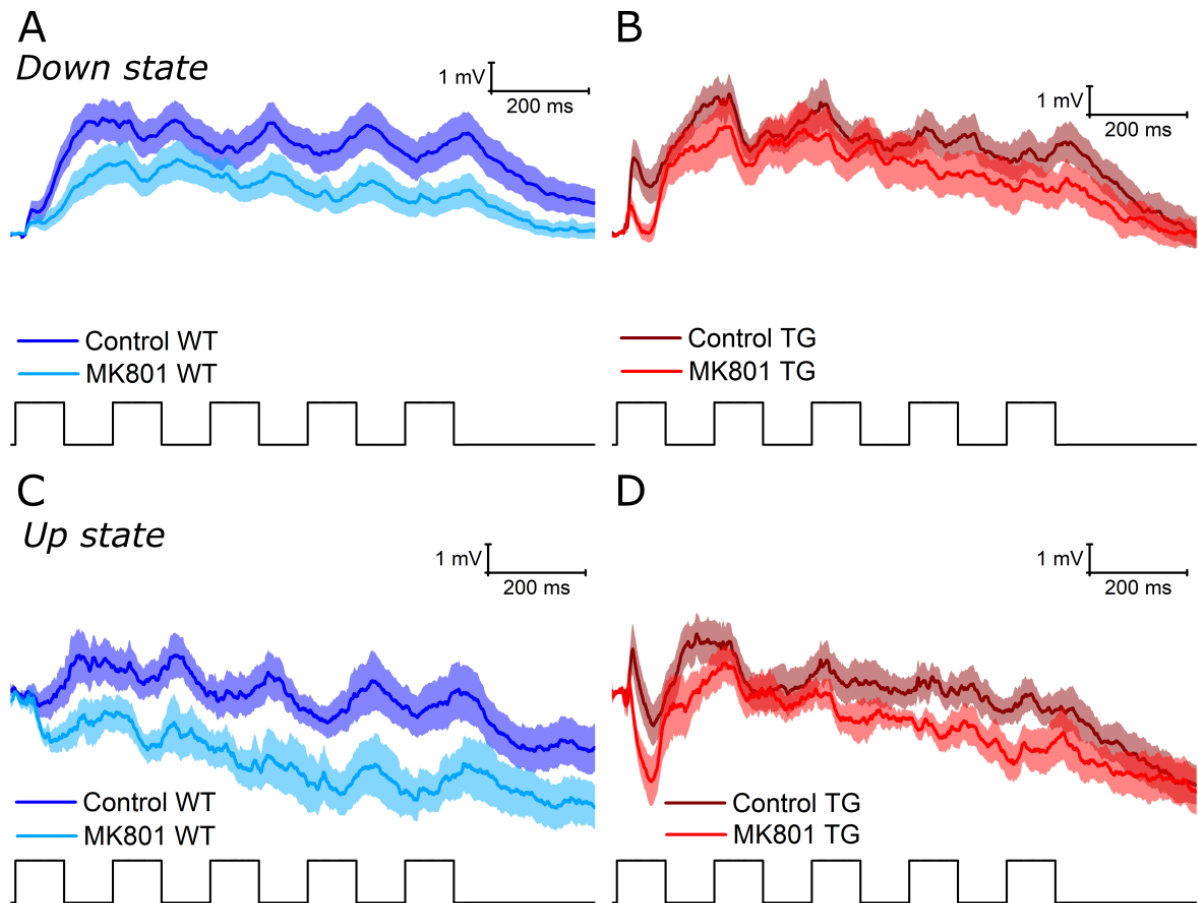 A
Down state
1 mV
200 ms
Control WT
MK801 WT
B
1 mV
200 ms
Control TG
MK801 TG
C
Up state
1 mV
200 ms
Control WT
MK801 WT
D
1 mV
200 ms
Control TG
MK801 TG